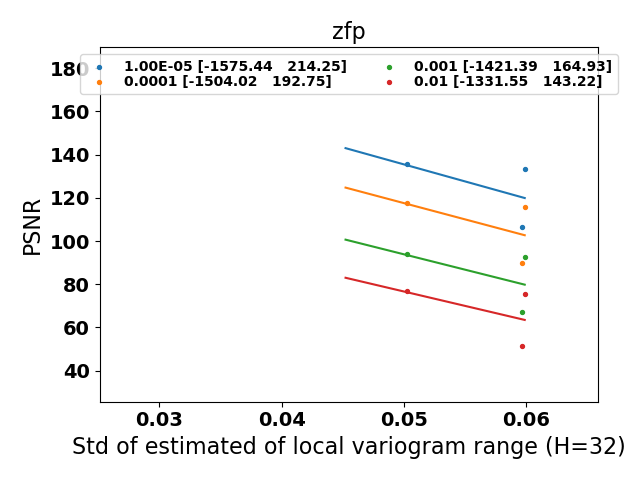 zfp
1.00E-05 [-1575.44 214.25]
0.0001 [-1504.02 192.75]
0.001 [-1421.39 164.93]
0.01 [-1331.55 143.22]
PSNR
180
160
140
120
100
80
60
40
0.03 0.04 0.05 0.06
Std of estimated of local variogram range (H=32)